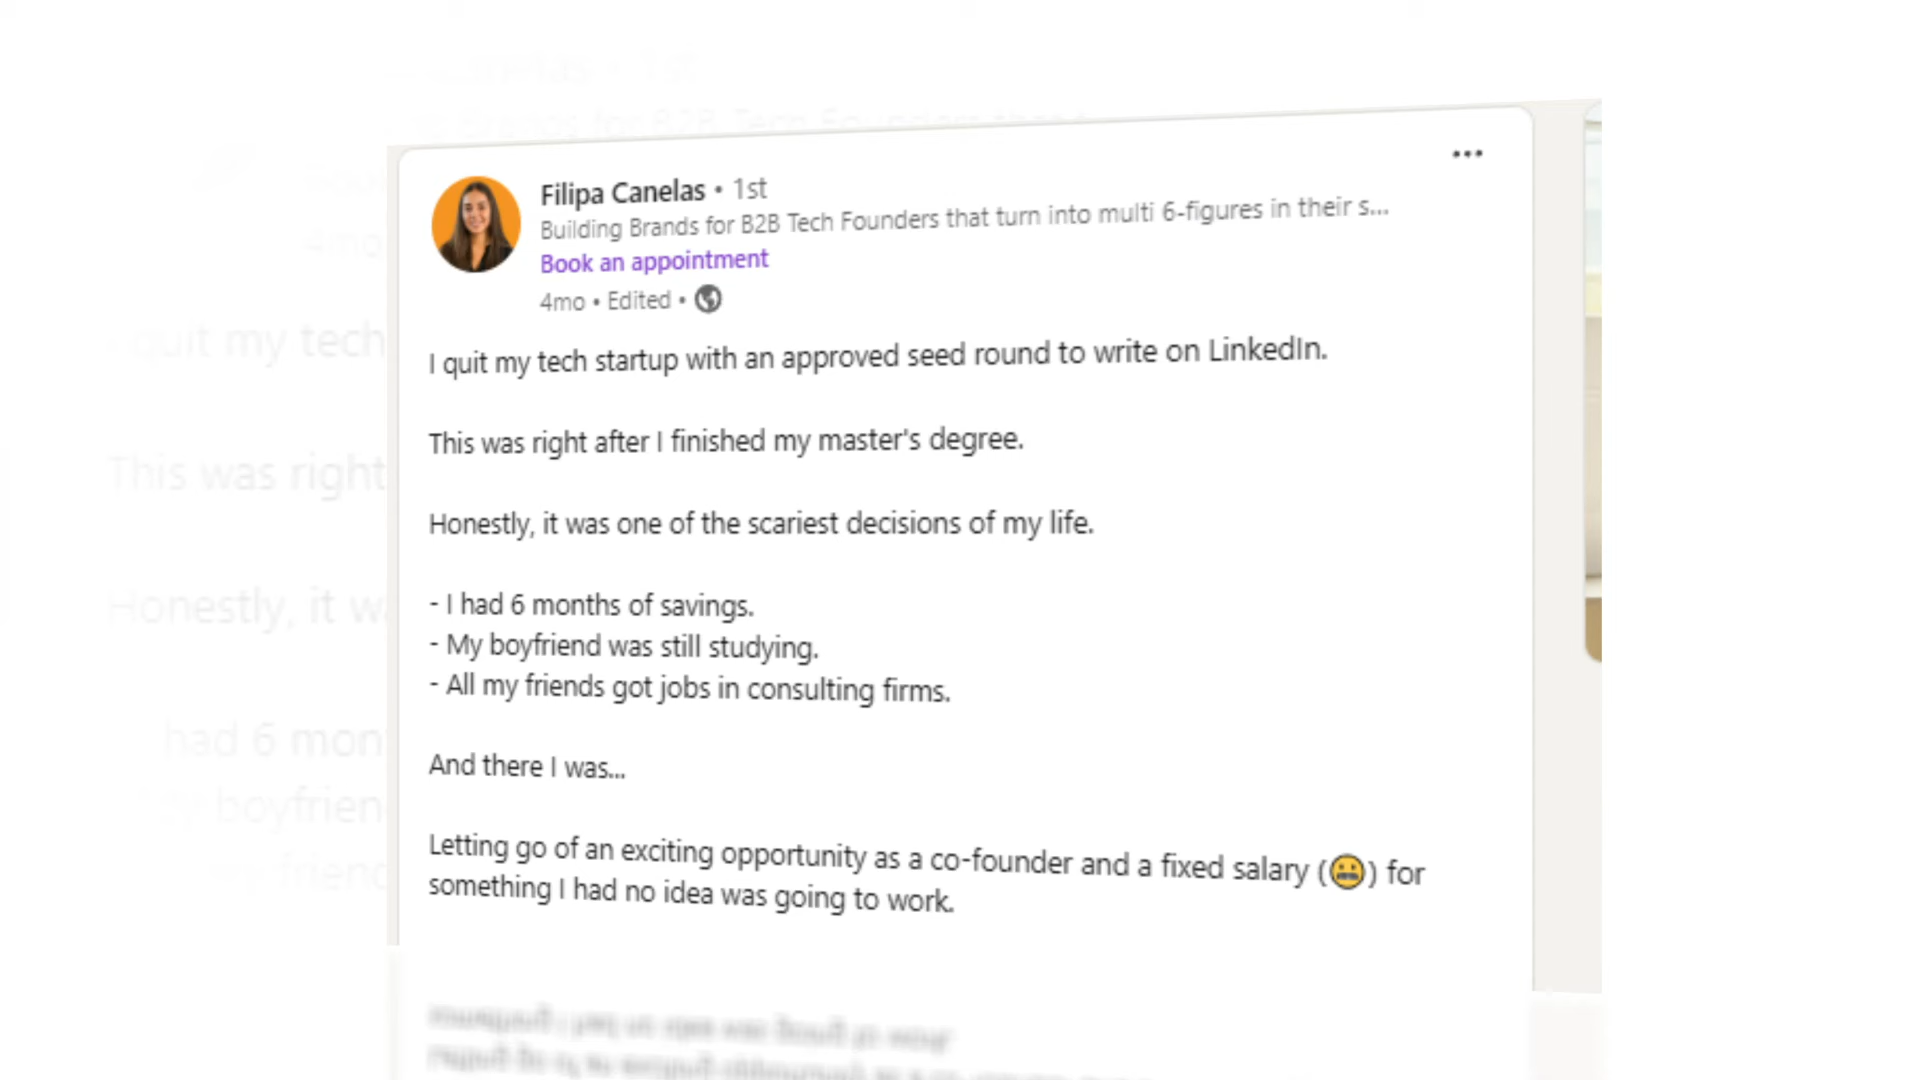 Filipa Canelas • 1st
Building Brands for B2B Tech Founders that turn into multi 6-figures in their s...
Book an appointment
4mo • Edited •
I quit my tech startup with an approved seed round to write on LinkedIn.
This was right after I finished my master's degree.
Honestly, it was one of the scariest decisions of my life.
- I had 6 months of savings.
- My boyfriend was still studying.
- All my friends got jobs in consulting firms.
And there I was...
Letting go of an exciting opportunity as a co-founder and a fixed salary (😬) for
something I had no idea was going to work.